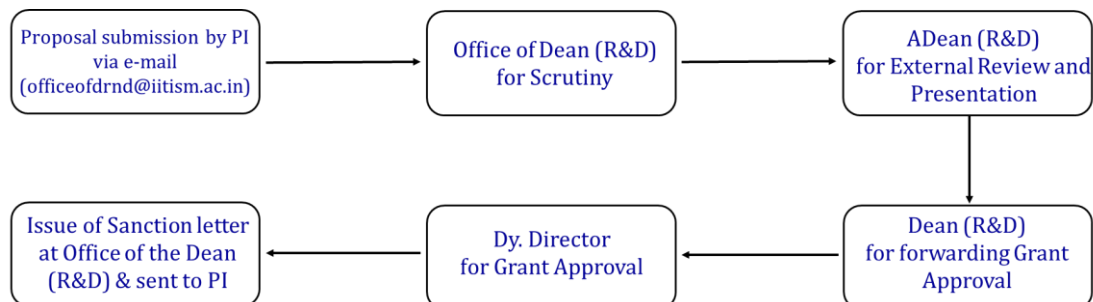 Proposal submission by PI
via e-mail
(officeofdrnd@iitism.ac.in)
Office of Dean (R&D)
for Scrutiny
ADean (R&D)
for External Review and
Presentation
Dean (R&D)
for forwarding Grant
Approval
Dy. Director
for Grant Approval
Issue of Sanction letter
at Office of the Dean
(R&D) & sent to PI